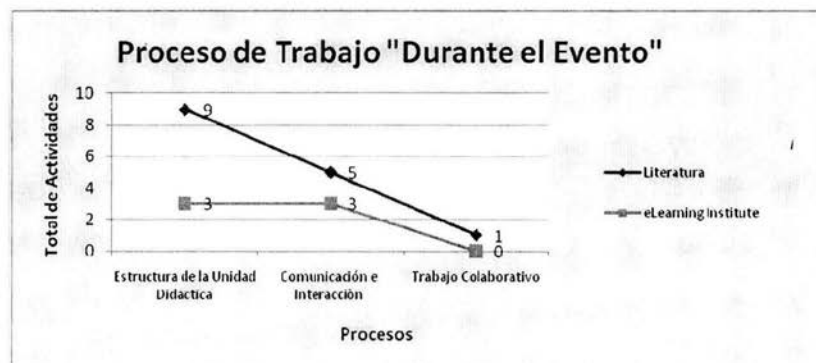 Proceso de Trabajo "Durante el Evento"
Total de Actividades
10
8
6
4
2
0
9
5
1
3
3
0
Estructura de la Unidad
Didactica
Comunicación e
Interacción
Trabajo Colaborativo
Procesos
Literatura
eLearning Institute